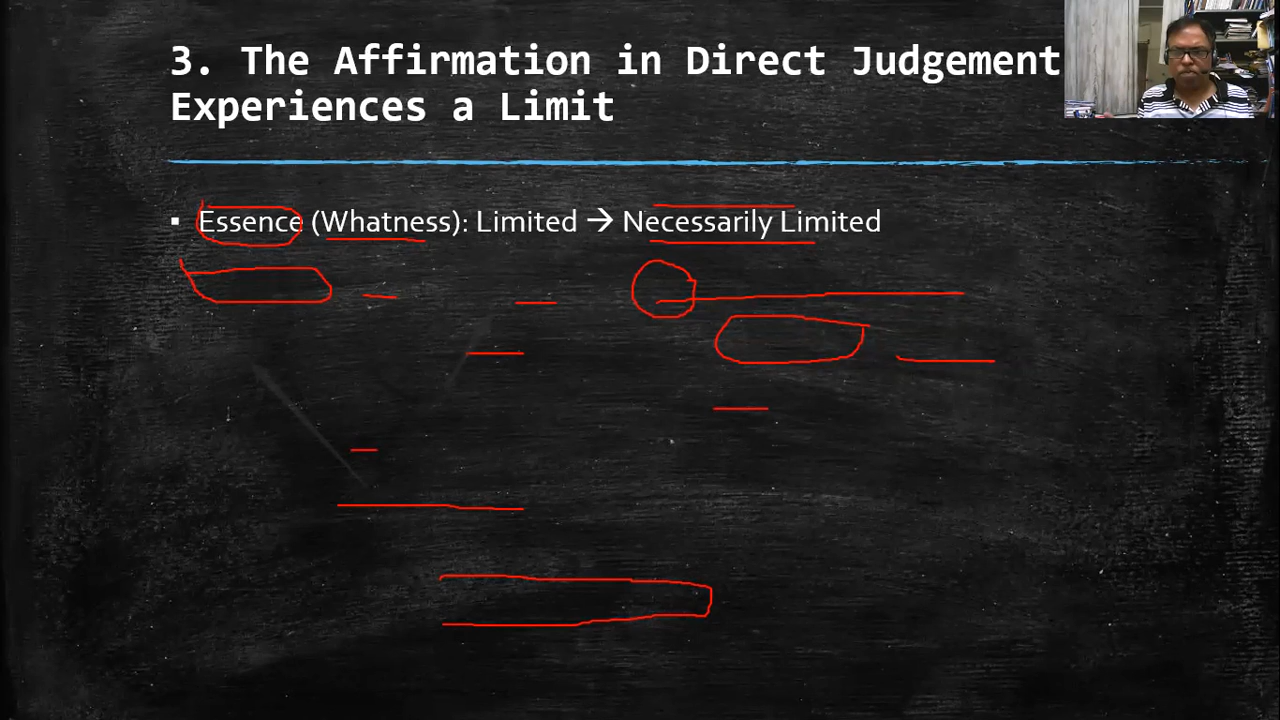 3. The Affirmation in Direct Judgement
Experiences a Limit
▪ Essence (Whatness): Limited → Necessarily Limited